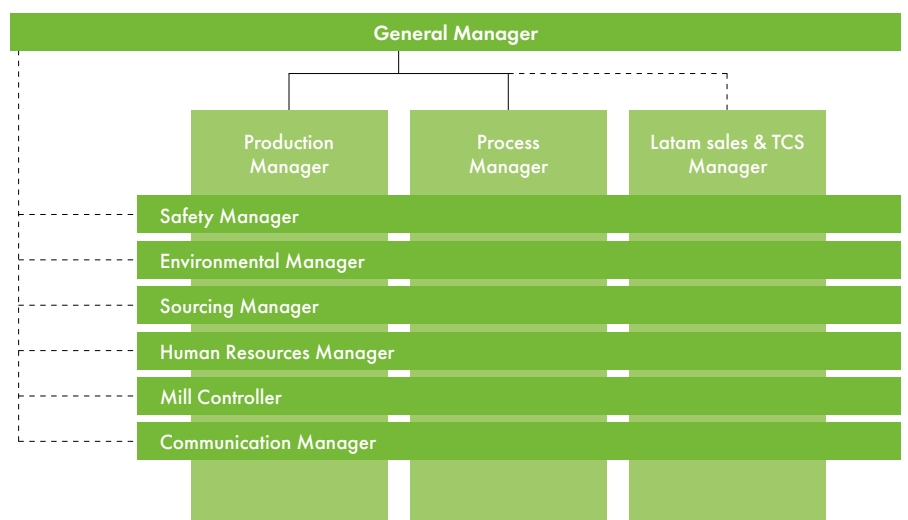 General Manager
Production
Manager
Process
Manager
Latam sales & TCS
Manager
Safety Manager
Environmental Manager
Sourcing Manager
Human Resources Manager
Mill Controller
Communication Manager